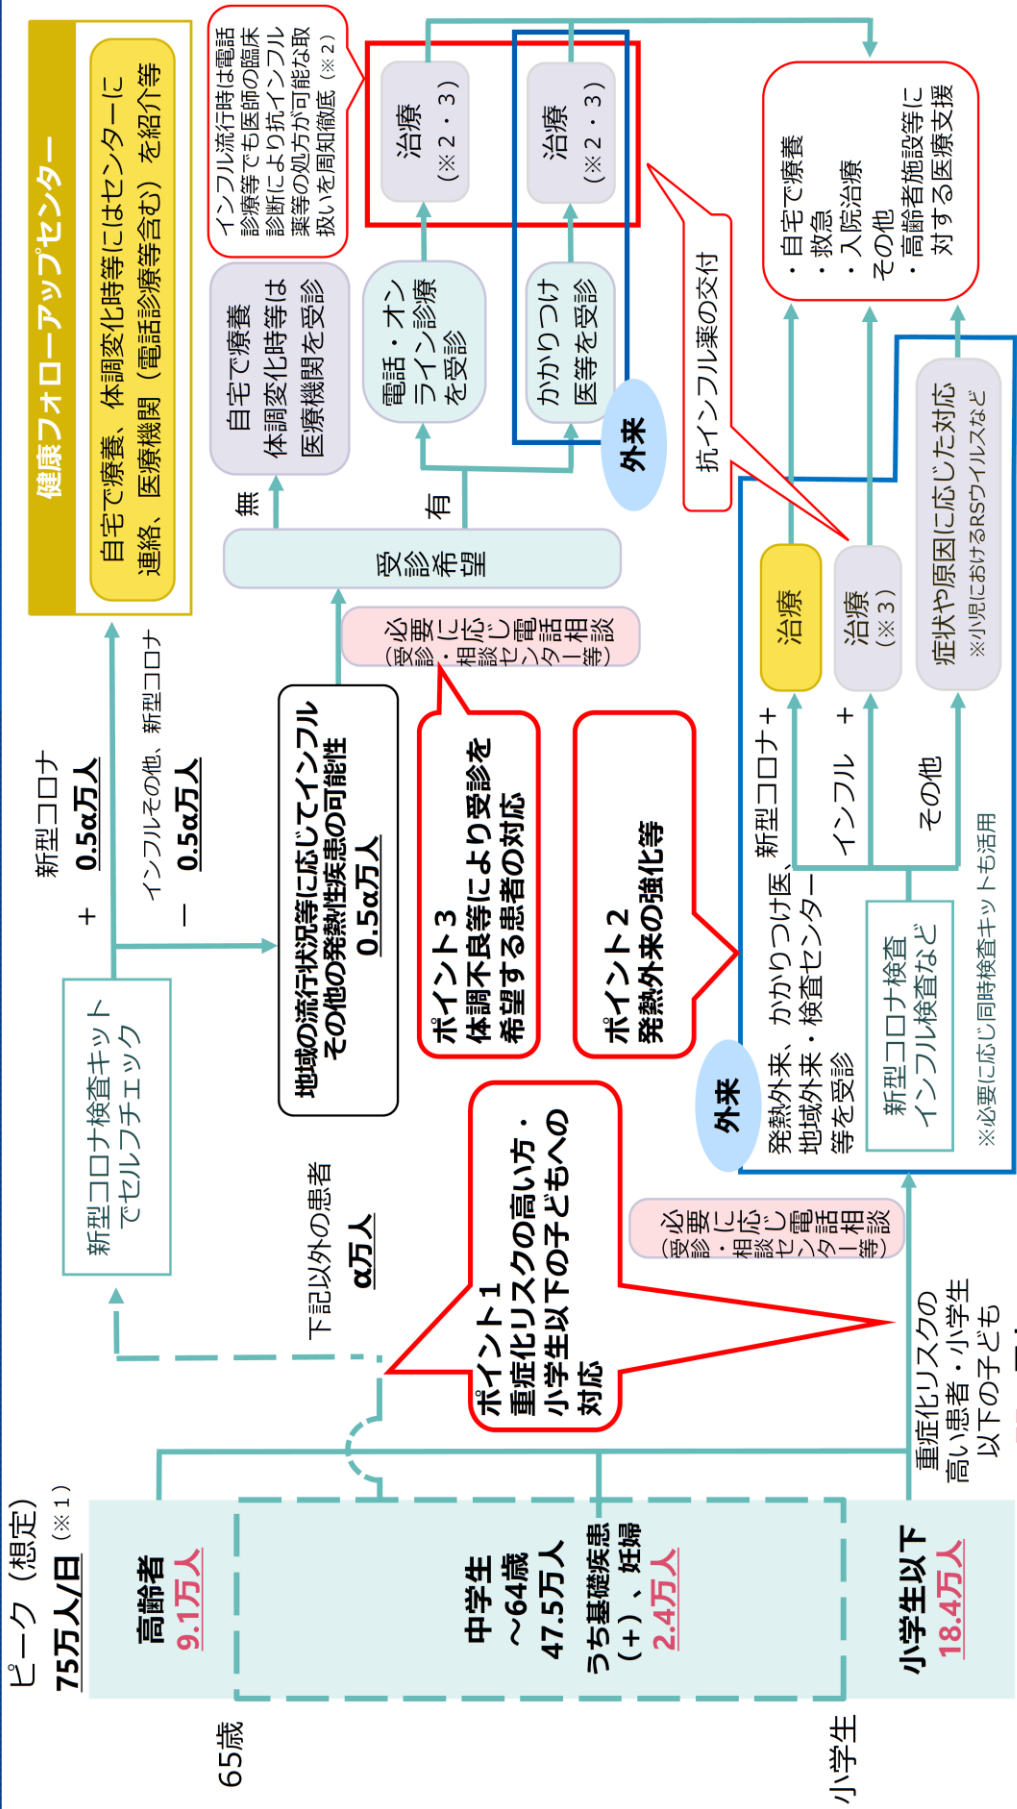 ピーク（想定）
75万人/日（※１）
65歳
高齢者
9.1万人
中学生
～64歳
47.5万人
うち基礎疾患
（+）、妊婦
2.4万人
小学生以下
18.4万人
小学生
下記以外の患者
α万人
新型コロナ検査キット
でセルフチェック
新型コロナ
+ 0.5α万人
インフルその他、新型コロナ
－ 0.5α万人
健康フォローアップセンター
自宅で療養、体調変化時等にはセンターに
連絡、医療機関（電話診療等含む）を紹介等
地域の流行状況等に応じてインフル
その他の発熱性疾患の可能性
0.5α万人
必要に応じ電話相談
（受診・相談センター等）
受診希望
無
有
自宅で療養
体調変化時等は
医療機関を受診
電話・オン
ライン診療
を受診
かかりつけ
医等を受診
外来
インフル流行時は電話
診療等でも医師の臨床
診断により抗インフル
薬等の処方が可能な取
扱いを周知徹底（※２）
治療
（※２・３）
治療
（※２・３）
ポイント１
重症化リスクの高い方・
小学生以下の子どもへの
対応
ポイント３
体調不良等により受診を
希望する患者の対応
ポイント２
発熱外来の強化等
重症化リスクの
高い患者・小学生
以下の子ども
必要に応じ電話相談
（受診・相談センター等）
外来
発熱外来、かかりつけ医、
地域外来・検査センター
等を受診
新型コロナ検査
インフル検査など
※必要に応じ同時検査キットも活用
新型コロナ+
インフル +
その他
治療
治療
（※３）
症状や原因に応じた対応
※小児におけるRSウイルスなど
抗インフル薬の交付
・自宅で療養
・救急
・入院治療
その他
・高齢者施設等に
対する医療支援